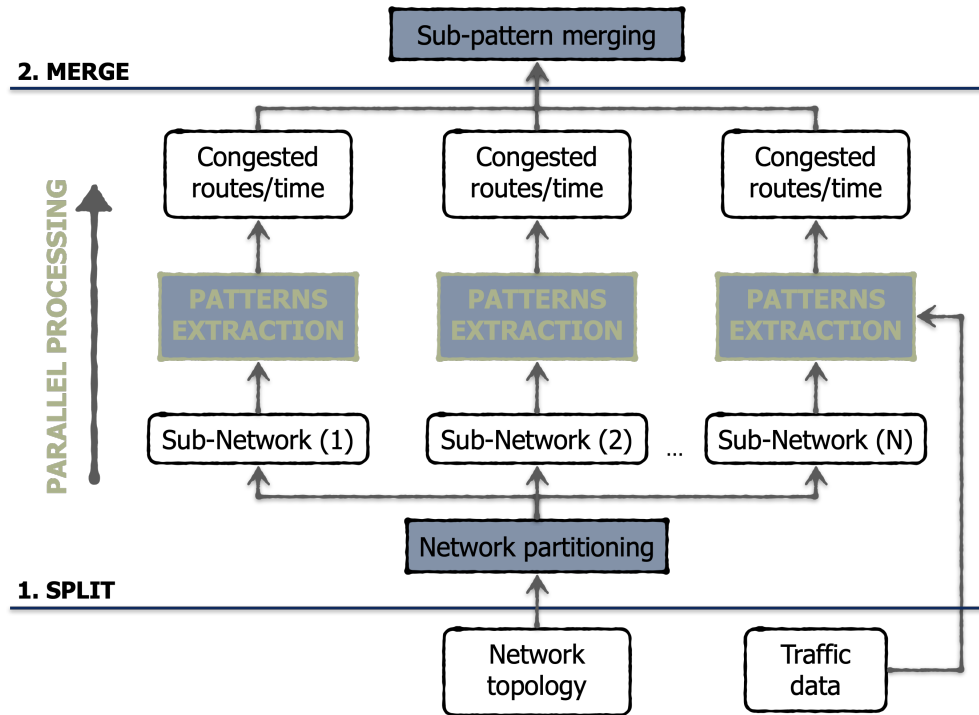 Sub-pattern merging
2. MERGE
Congested
routes/time
Congested
routes/time
Congested
routes/time
PARALLEL PROCESSING
PATTERNS
EXTRACTION
PATTERNS
EXTRACTION
PATTERNS
EXTRACTION
Sub-Network (1)
Sub-Network (2)
...
Sub-Network (N)
Network partitioning
1. SPLIT
Network
topology
Traffic
data